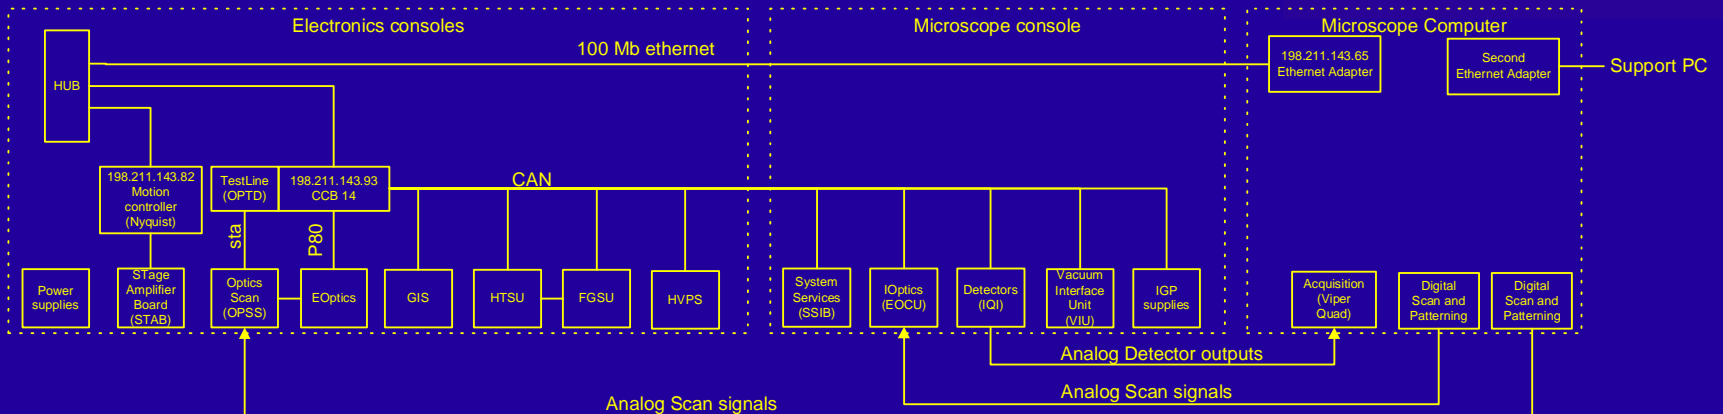 Electronics consoles
Microscope console
Microscope Computer
100 Mb ethernet
HUB
198.211.143.65
Ethernet Adapter
Second
Ethernet Adapter
Support PC
198.211.143.82
Motion
controller
(Nyquist)
TestLine
(OPTD)
198.211.143.93
CCB 14
CAN
sta
P80
Power
supplies
STage
Amplifier
Board
(STAB)
Optics
Scan
(OPSS)
EOptics
GIS
HTSU
FGSU
HVPS
System
Services
(SSIB)
IOptics
(EOCU)
Detectors
(IQI)
Vacuum
Interface
Unit
(VIU)
IGP
supplies
Acquisition
(Viper
Quad)
Digital
Scan and
Patterning
Digital
Scan and
Patterning
Analog Detector outputs
Analog Scan signals
Analog Scan signals